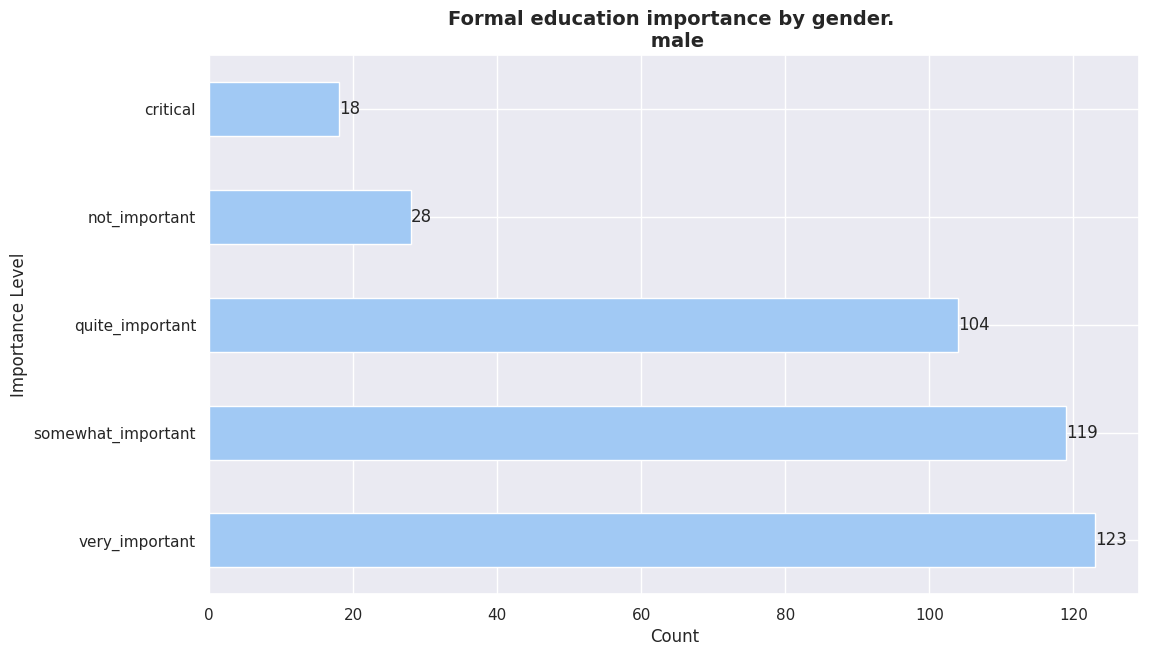 Formal education importance by gender.
male
critical
18
not_important
28
quite_important
104
somewhat_important
119
very_important
123
Importance Level
0 20 40 60 80 100 120
Count